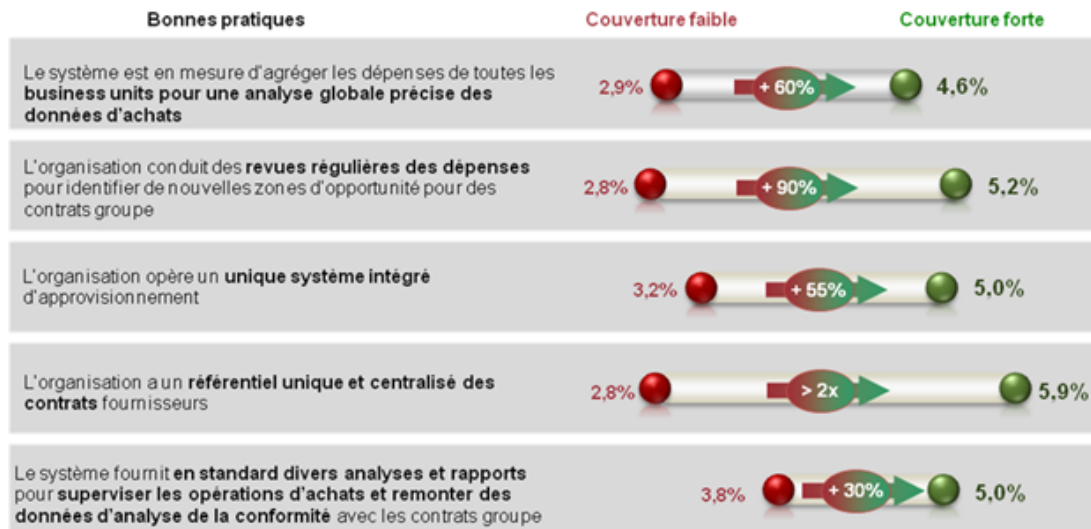 Bonnes pratiques Couverture faible Couverture forte
Le système est en mesure d'agréger les dépenses de toutes les
business units pour une analyse globale précise des
données d'achats
2,9% + 60% 4,6%
L'organisation conduit des revues régulières des dépenses
pour identifier de nouvelles zones d'opportunité pour des
contrats groupe
2,8% + 90% 5,2%
L'organisation opère un unique système intégré
d'approvisionnement
3,2% + 55% 5,0%
L'organisation a un référentiel unique et centralisé des
contrats fournisseurs
2,8% > 2x 5,9%
Le système fournit en standard divers analyses et rapports
pour superviser les opérations d'achats et remonter des
données d'analyse de la conformité avec les contrats groupe
3,8% + 30% 5,0%